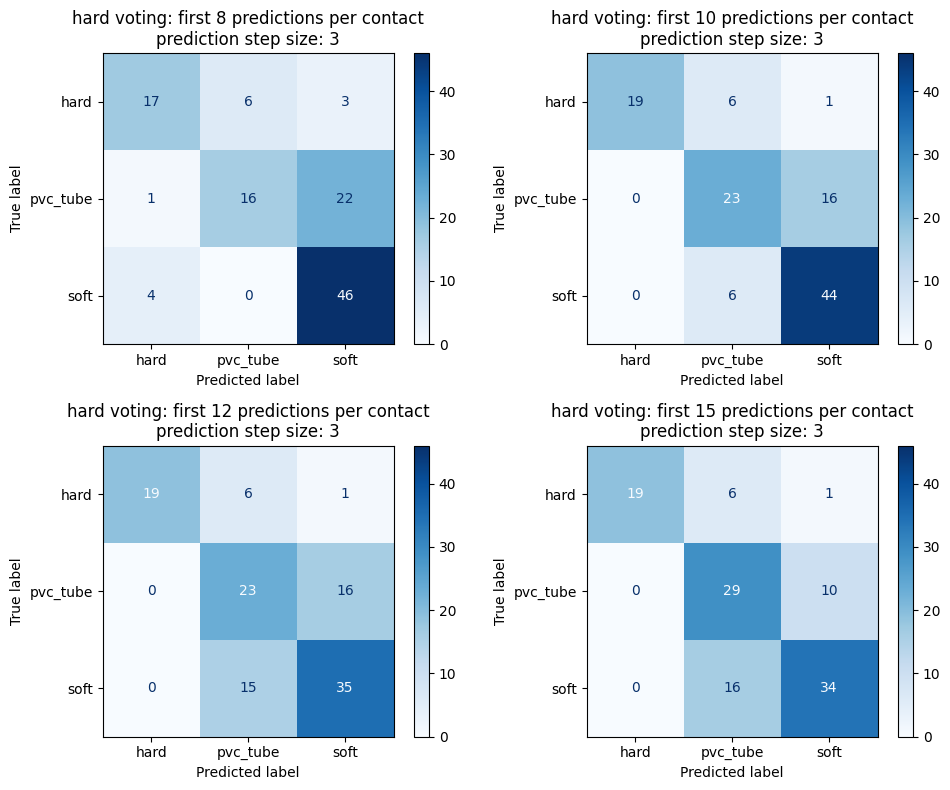 hard voting: first 8 predictions per contact
prediction step size: 3
hard 17 6 3 40
pvc_tube 1 16 22 30
soft 4 0 46 20
10
0
hard pvc_tube soft
Predicted label
True label
hard voting: first 10 predictions per contact
prediction step size: 3
hard 19 6 1 40
pvc_tube 0 23 16 30
soft 0 6 44 20
10
0
hard pvc_tube soft
Predicted label
True label
hard voting: first 12 predictions per contact
prediction step size: 3
hard 19 6 1 40
pvc_tube 0 23 16 30
soft 0 15 35 20
10
0
hard pvc_tube soft
Predicted label
True label
hard voting: first 15 predictions per contact
prediction step size: 3
hard 19 6 1 40
pvc_tube 0 29 10 30
soft 0 16 34 20
10
0
hard pvc_tube soft
Predicted label
True label